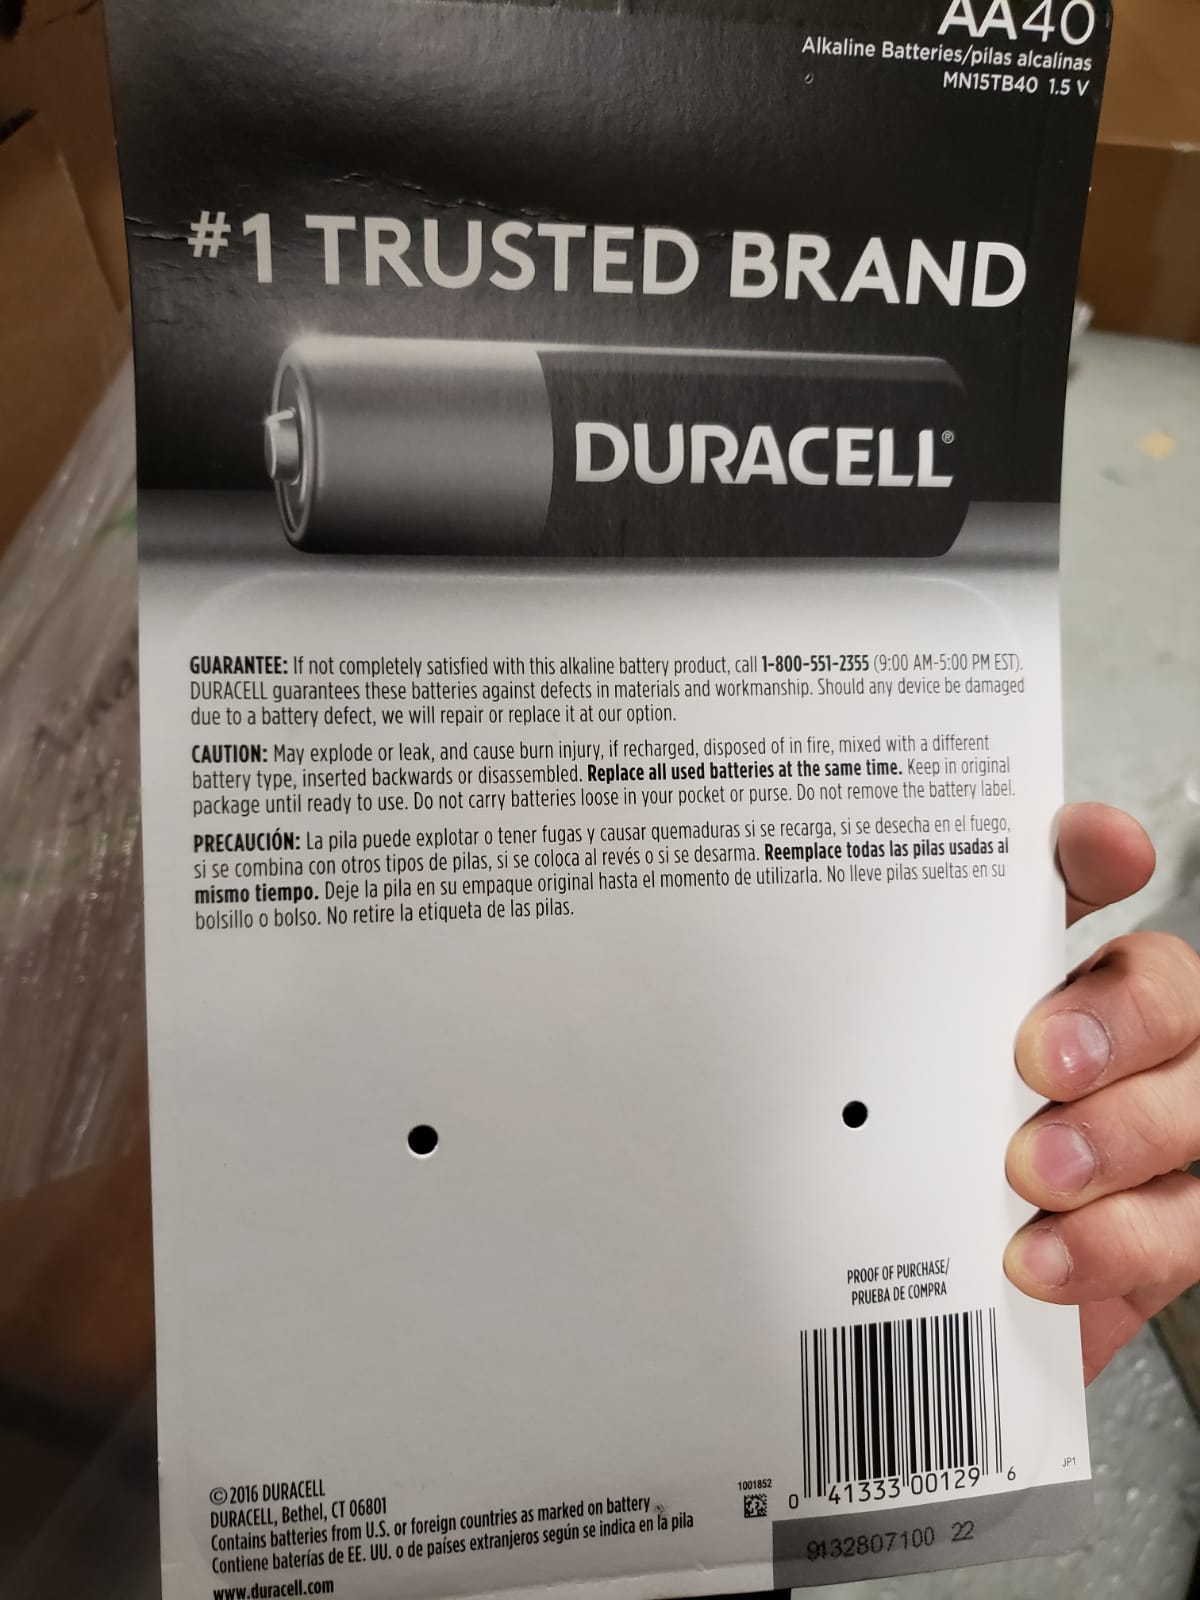 AA40
Alkaline Batteries/pilas alcalinas
MN15TB40 1.5 V
#1 TRUSTED BRAND
DURACELL®
GUARANTEE: If not completely satisfied with this alkaline battery product, call 1-800-551-2355 (9:00 AM-5:00 PM EST).
DURACELL guarantees these batteries against defects in materials and workmanship. Should any device be damaged
due to a battery defect, we will repair or replace it at our option.
CAUTION: May explode or leak, and cause burn injury, if recharged, disposed of in fire, mixed with a different
battery type, inserted backwards or disassembled. Replace all used batteries at the same time. Keep in original
package until ready to use. Do not carry batteries loose in your pocket or purse. Do not remove the battery label.
PRECAUCIÓN: La pila puede explotar o tener fugas y causar quemaduras si se recarga, si se desecha en el fuego,
si se combina con otros tipos de pilas, si se coloca al revés o si se desarma. Reemplace todas las pilas usadas al
mismo tiempo. Deje la pila en su empaque original hasta el momento de utilizarla. No lleve pilas sueltas en su
bolsillo o bolso. No retire la etiqueta de las pilas.
PROOF OF PURCHASE/
PRUEBA DE COMPRA
©2016 DURACELL
DURACELL, Bethel, CT 06801
Contains batteries from U.S. or foreign countries as marked on battery
Contiene baterías de EE. UU. o de países extranjeros según se indica en la pila
www.duracell.com
1001852
0 41333 00129 6
JP1
9132807100 22